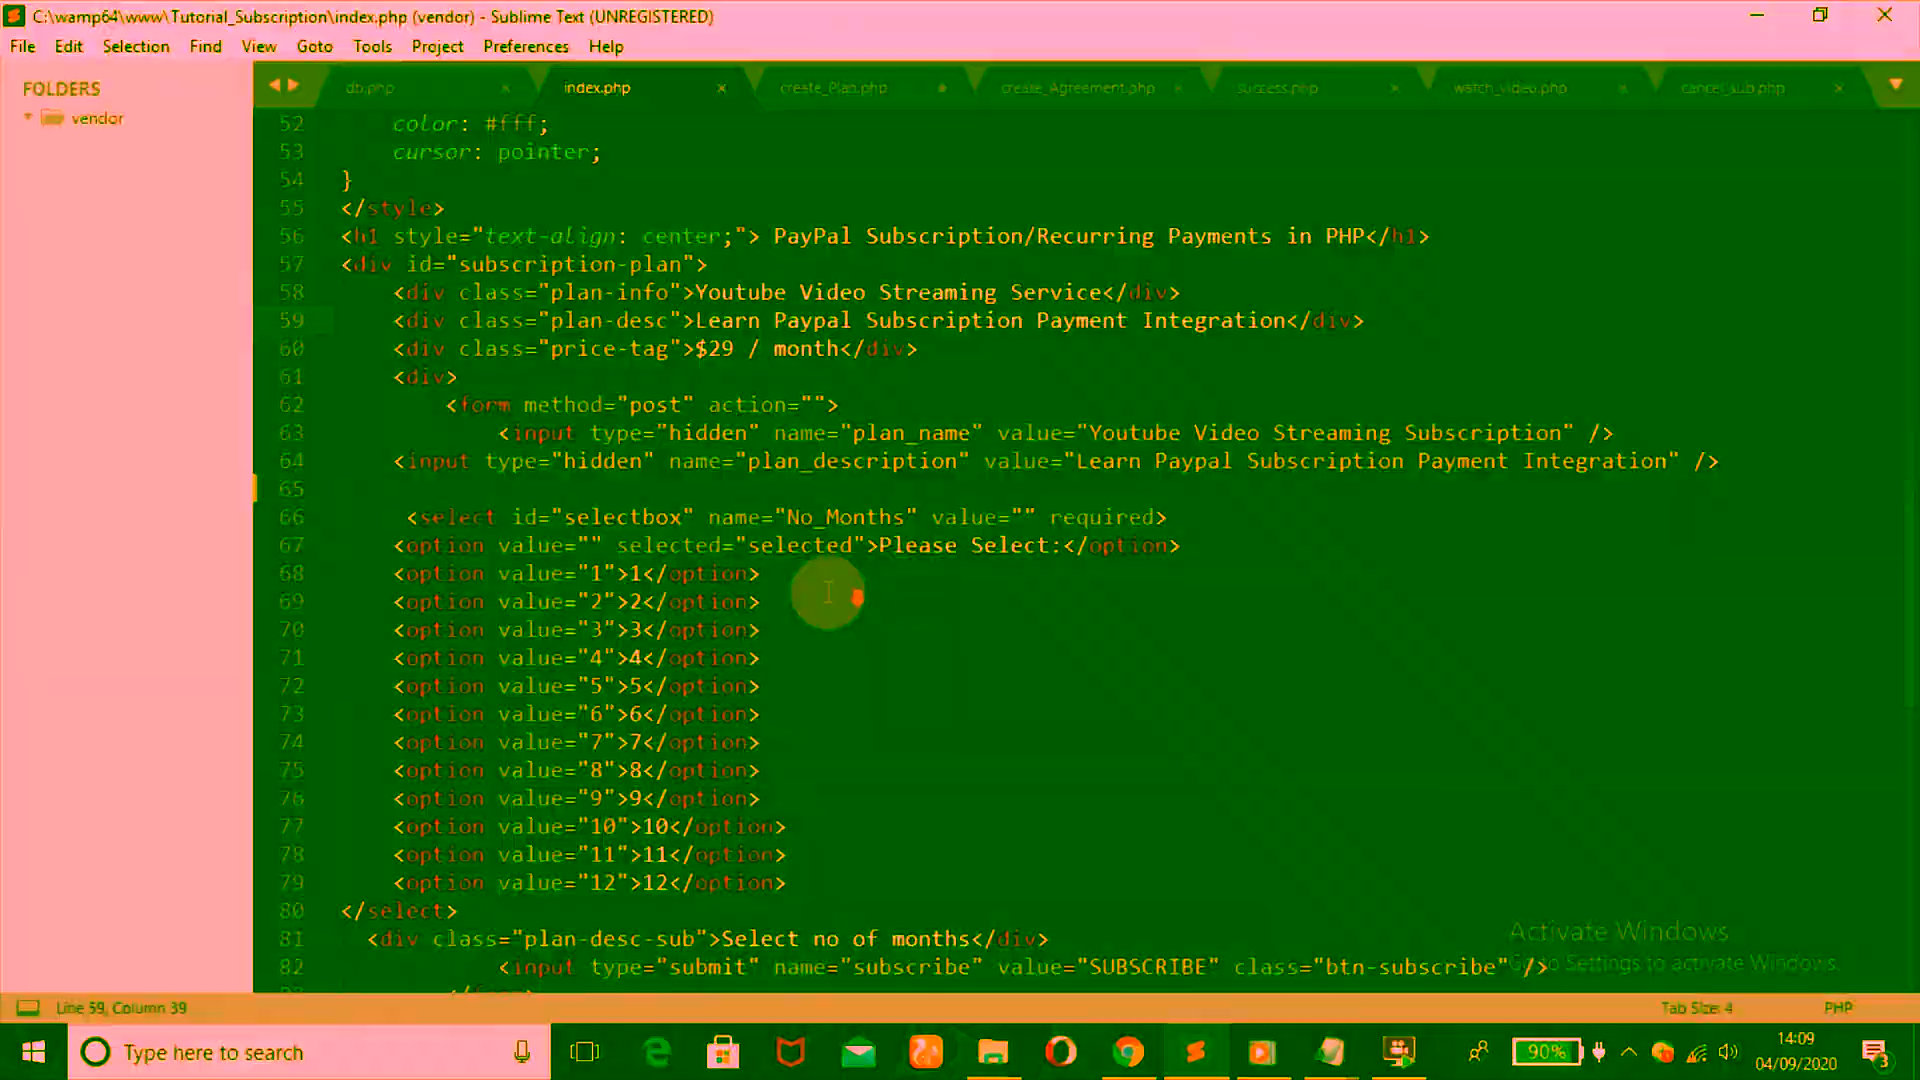 C:\wamp64\www\Tutorial_Subscription\index.php (vendor) - Sublime Text (UNREGISTERED)
File Edit Selection Find View Goto Tools Project Preferences Help
FOLDERS
vendor
db.php index.php create_Plan.php create_Agreement.php success.php watch_video.php cancel_sub.php
52 color: #fff;
53 cursor: pointer;
54 }
55 </style>
56 <h1 style="text-align: center;"> PayPal Subscription/Recurring Payments in PHP</h1>
57 <div id="subscription-plan">
58 <div class="plan-info">Youtube Video Streaming Service</div>
59 <div class="plan-desc">Learn Paypal Subscription Payment Integration</div>
60 <div class="price-tag">$29 / month</div>
61 <div>
62 <form method="post" action="">
63 <input type="hidden" name="plan_name" value="Youtube Video Streaming Subscription" />
64 <input type="hidden" name="plan_description" value="Learn Paypal Subscription Payment Integration" />
65
66 <select id="selectbox" name="No_Months" value="" required>
67 <option value="" selected="selected">Please Select:</option>
68 <option value="1">1</option>
69 <option value="2">2</option>
70 <option value="3">3</option>
71 <option value="4">4</option>
72 <option value="5">5</option>
73 <option value="6">6</option>
74 <option value="7">7</option>
75 <option value="8">8</option>
76 <option value="9">9</option>
77 <option value="10">10</option>
78 <option value="11">11</option>
79 <option value="12">12</option>
80 </select>
81 <div class="plan-desc-sub">Select no of months</div>
82 <input type="submit" name="subscribe" value="SUBSCRIBE" class="btn-subscribe" />
Activate Windows
Go to Settings to activate Windows.
Line 59, Column 39
Tab Size: 4
PHP
Type here to search
90%
14:09
04/09/2020
3